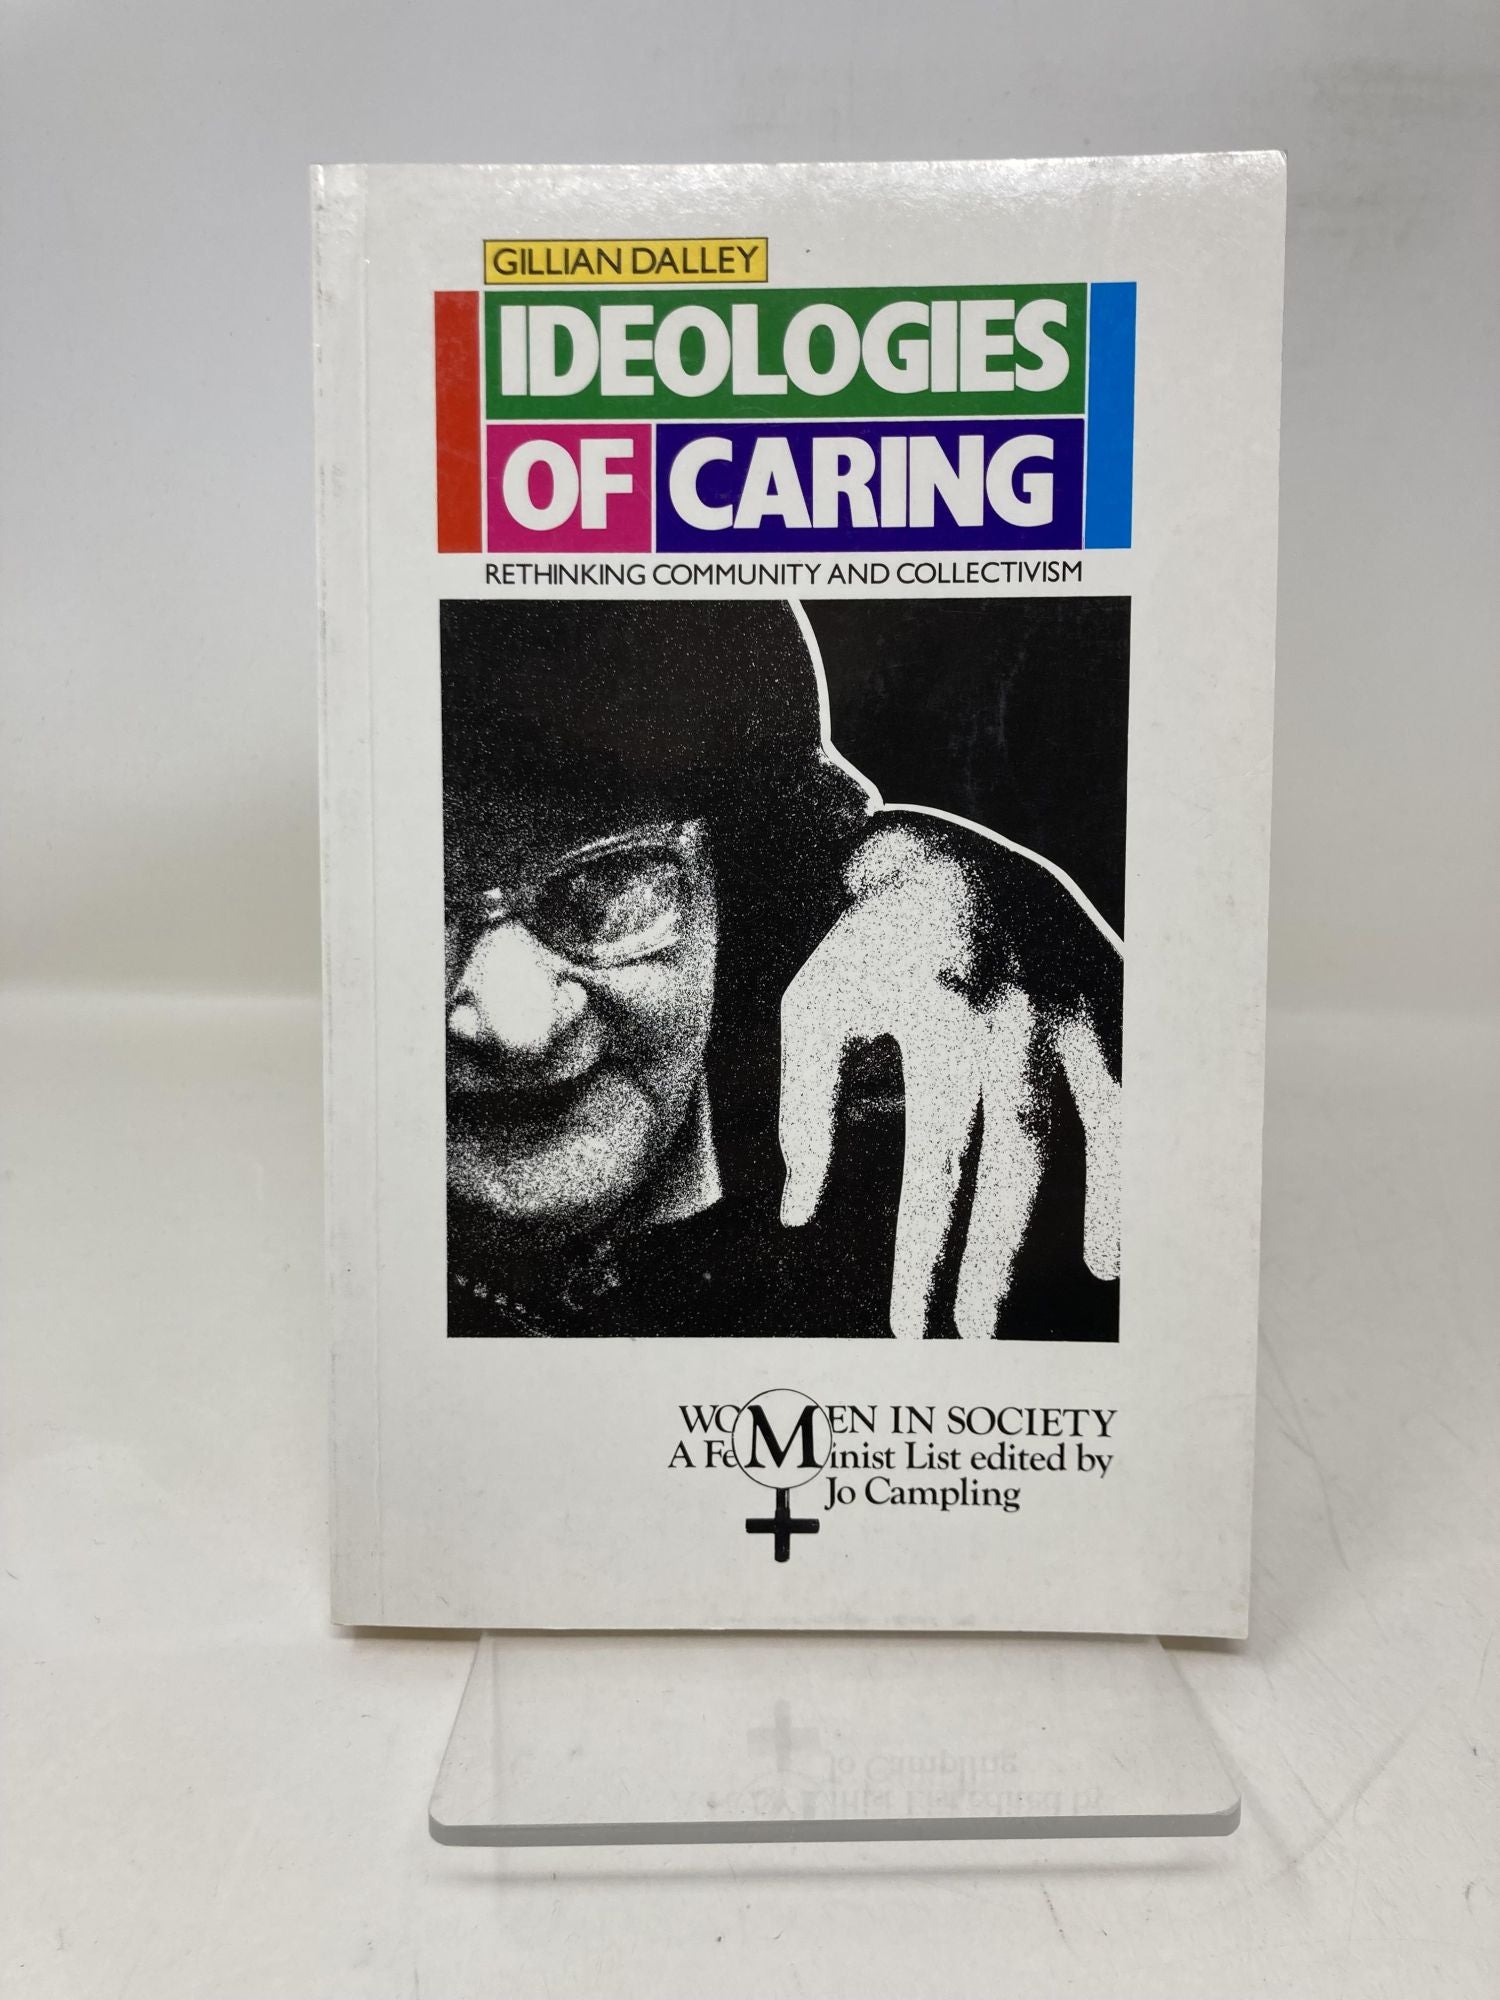 GILLIAN DALLEY
IDEOLOGIES
OF CARING
RETHINKING COMMUNITY AND COLLECTIVISM
WOMEN IN SOCIETY
A FeMinist List edited by
Jo Campling